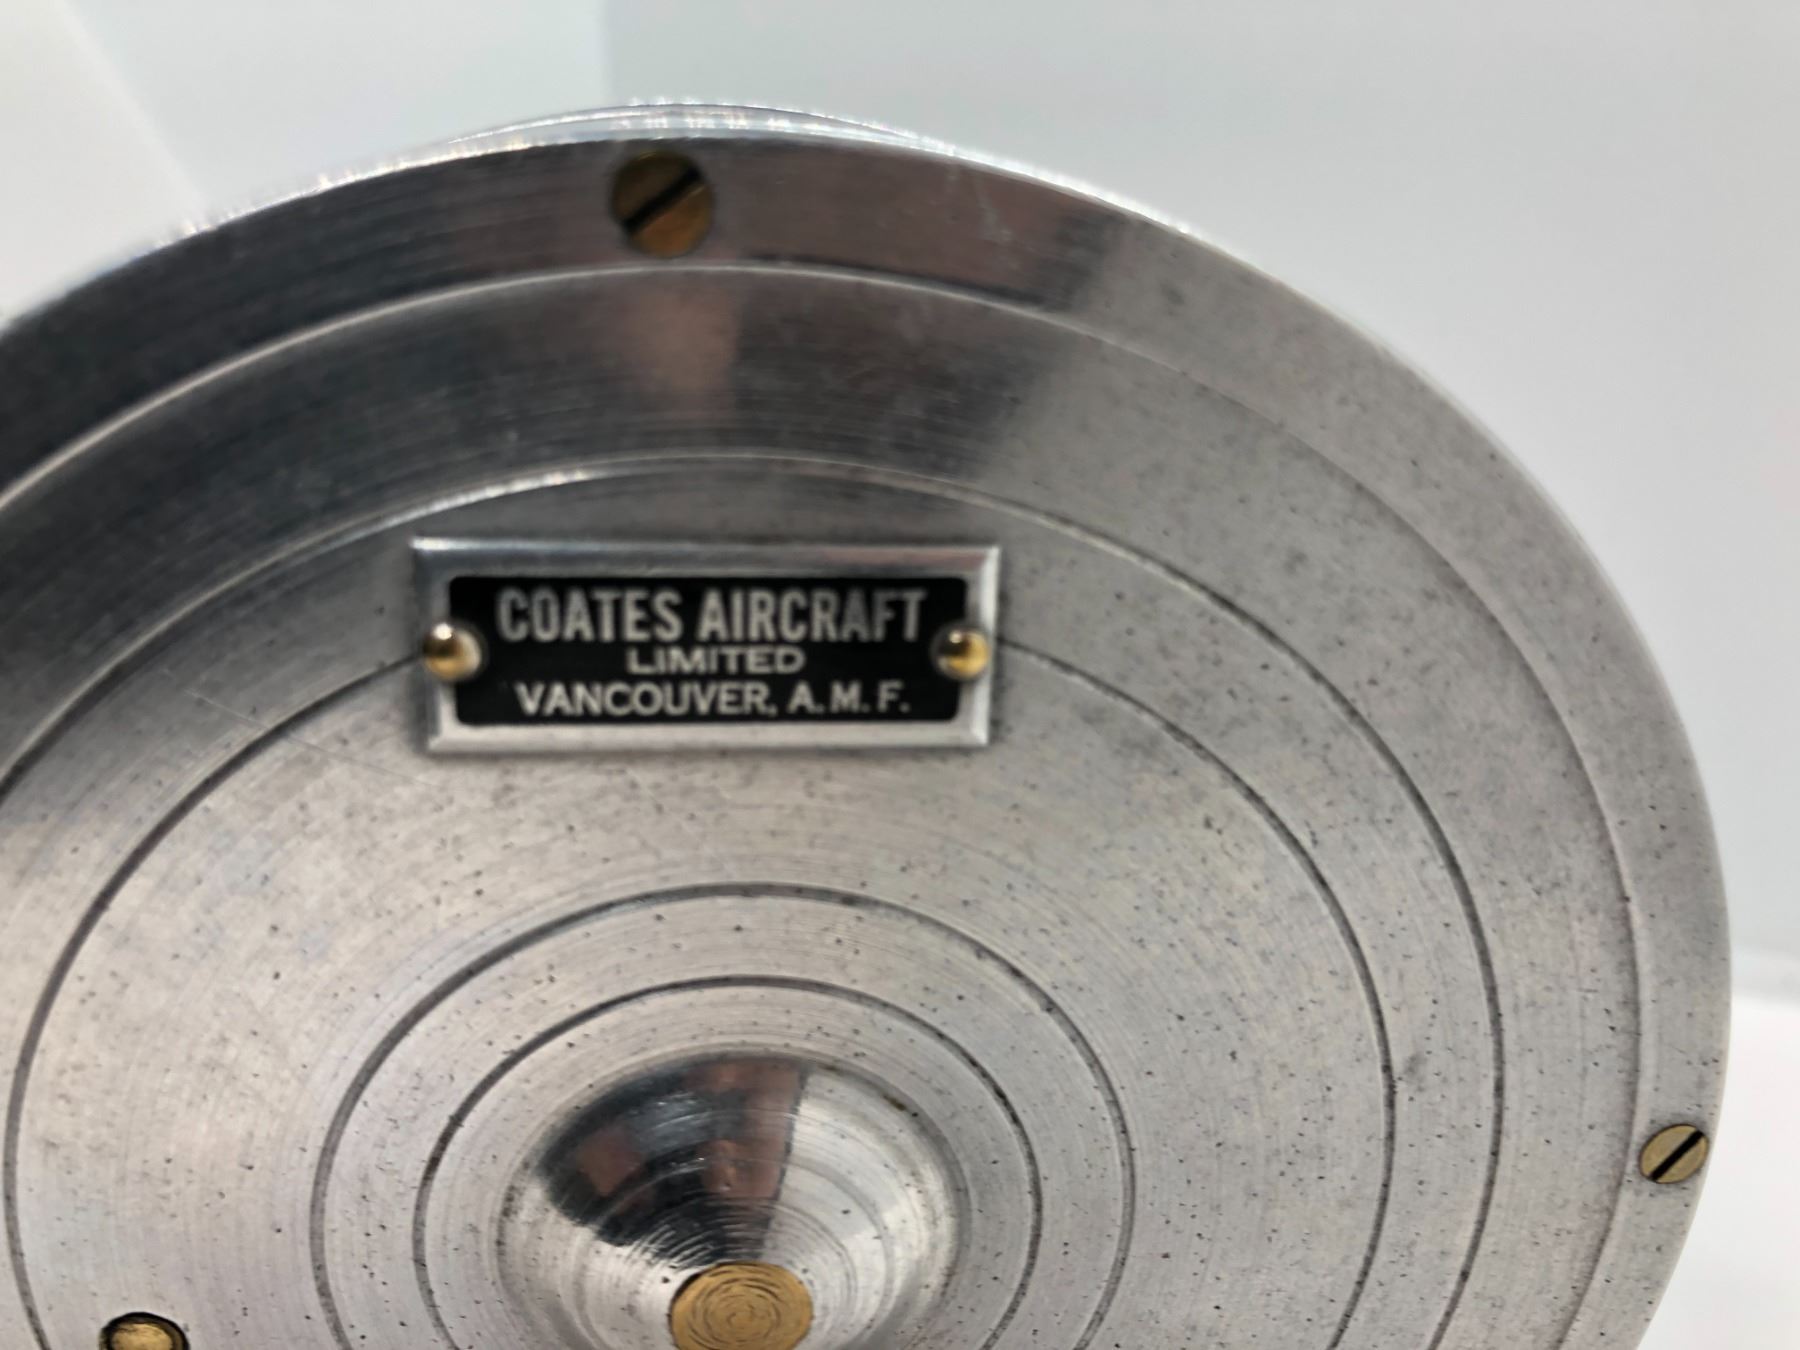 COATES AIRCRAFT
LIMITED
VANCOUVER, A.M.F.